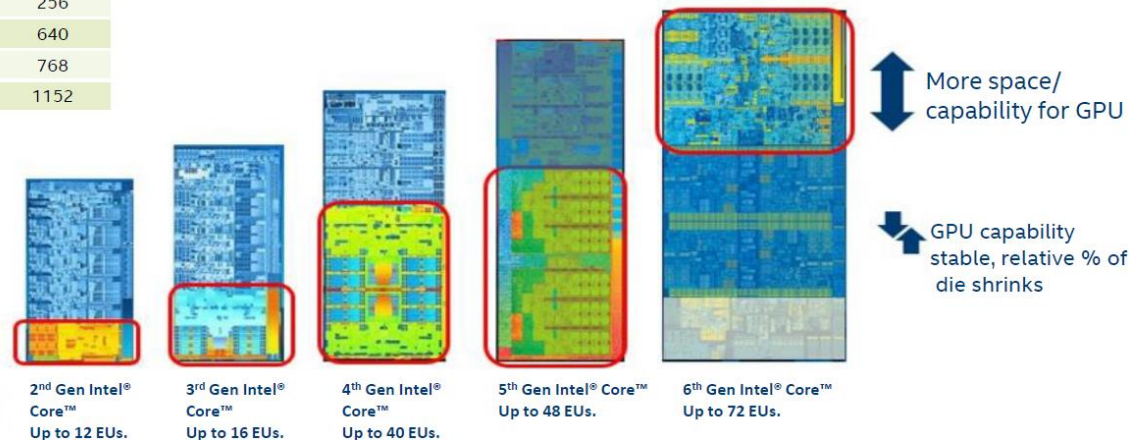 256
640
768
1152
More space/
capability for GPU
GPU capability
stable, relative % of
die shrinks
2nd Gen Intel®
Core™
Up to 12 EUs.
3rd Gen Intel®
Core™
Up to 16 EUs.
4th Gen Intel®
Core™
Up to 40 EUs.
5th Gen Intel® Core™
Up to 48 EUs.
6th Gen Intel® Core™
Up to 72 EUs.